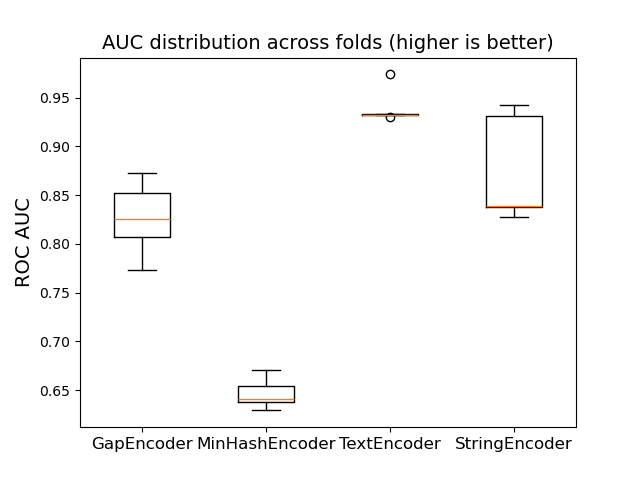 AUC distribution across folds (higher is better)
ROC AUC
0.95
0.90
0.85
0.80
0.75
0.70
0.65
GapEncoder MinHashEncoder TextEncoder StringEncoder